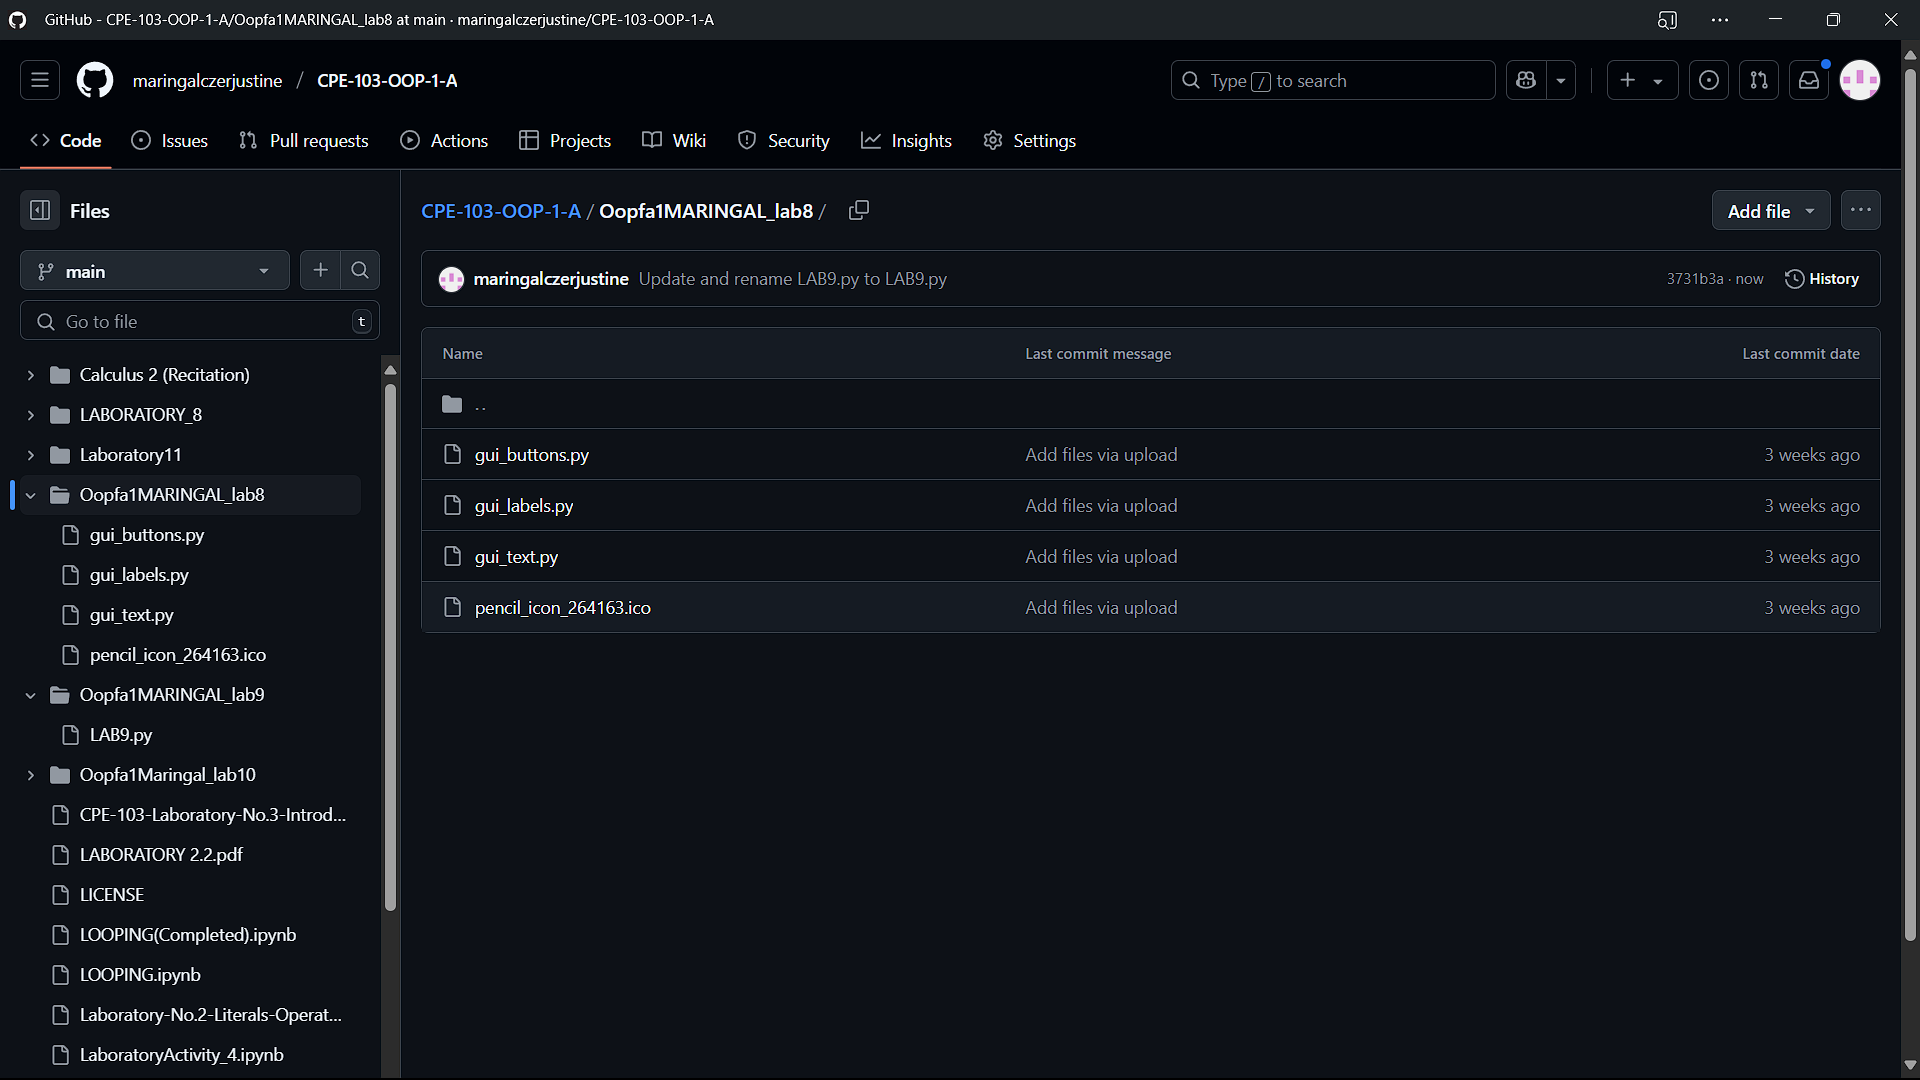 GitHub - CPE-103-OOP-1-A/Oopfa1MARINGAL_lab8 at main · maringalczerjustine/CPE-103-OOP-1-A
maringalczerjustine / CPE-103-OOP-1-A
Type / to search
Code Issues Pull requests Actions Projects Wiki Security Insights Settings
Files
main
Go to file t
Calculus 2 (Recitation)
LABORATORY_8
Laboratory11
Oopfa1MARINGAL_lab8
gui_buttons.py
gui_labels.py
gui_text.py
pencil_icon_264163.ico
Oopfa1MARINGAL_lab9
LAB9.py
Oopfa1Maringal_lab10
CPE-103-Laboratory-No.3-Introd...
LABORATORY 2.2.pdf
LICENSE
LOOPING(Completed).ipynb
LOOPING.ipynb
Laboratory-No.2-Literals-Operat...
LaboratoryActivity_4.ipynb
CPE-103-OOP-1-A / Oopfa1MARINGAL_lab8 /
Add file
maringalczerjustine Update and rename LAB9.py to LAB9.py 3731b3a · now History
Name Last commit message Last commit date
..
gui_buttons.py Add files via upload 3 weeks ago
gui_labels.py Add files via upload 3 weeks ago
gui_text.py Add files via upload 3 weeks ago
pencil_icon_264163.ico Add files via upload 3 weeks ago